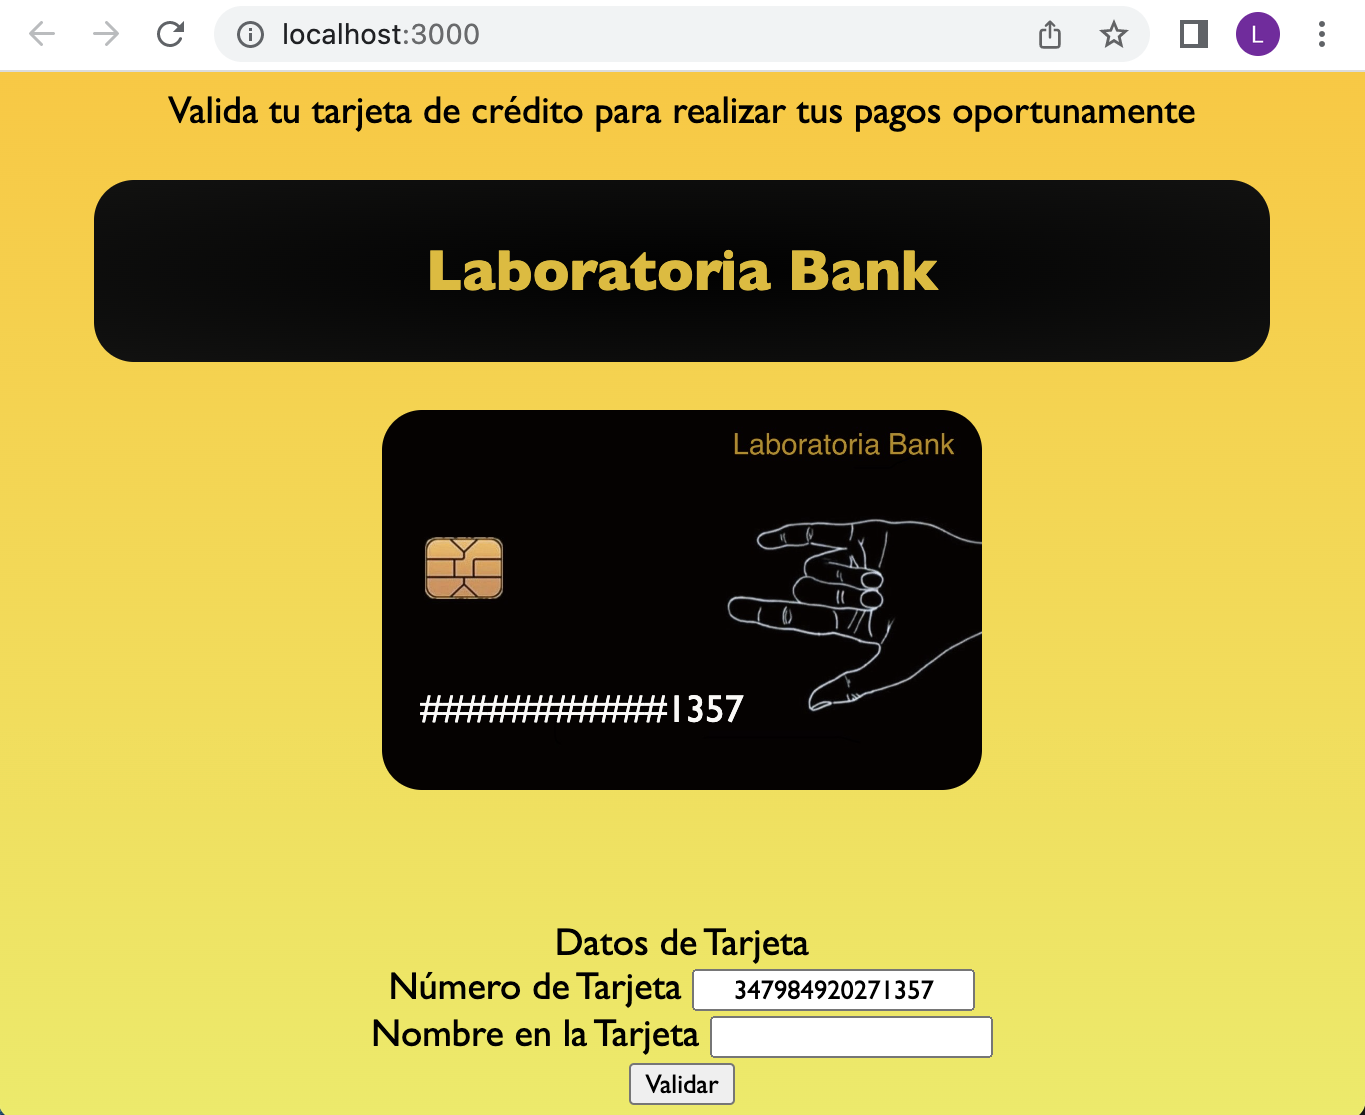 localhost:3000
L
Valida tu tarjeta de crédito para realizar tus pagos oportunamente
Laboratoria Bank
Laboratoria Bank
###########1357
Datos de Tarjeta
Número de Tarjeta 347984920271357
Nombre en la Tarjeta
Validar